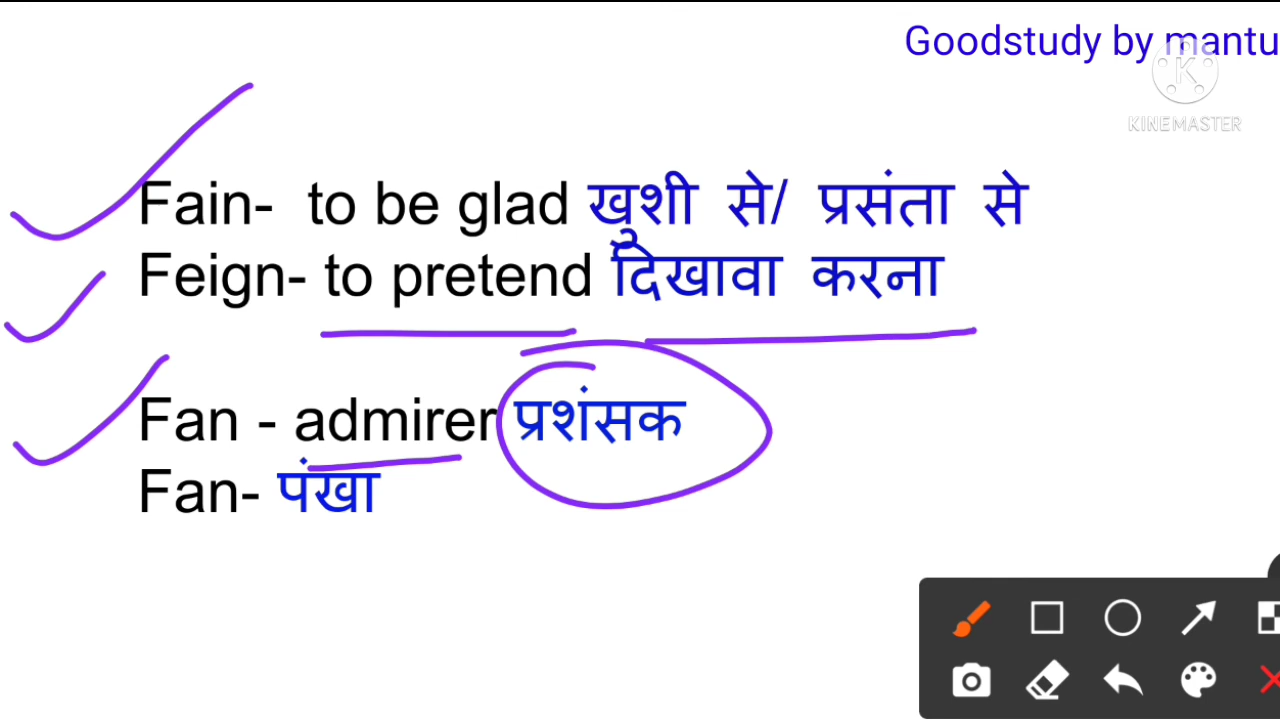 Goodstudy by mantu
KINEMASTER
Fain- to be glad खुशी से/ प्रसंता से
Feign- to pretend दिखावा करना
Fan - admirer प्रशंसक
Fan- पंखा